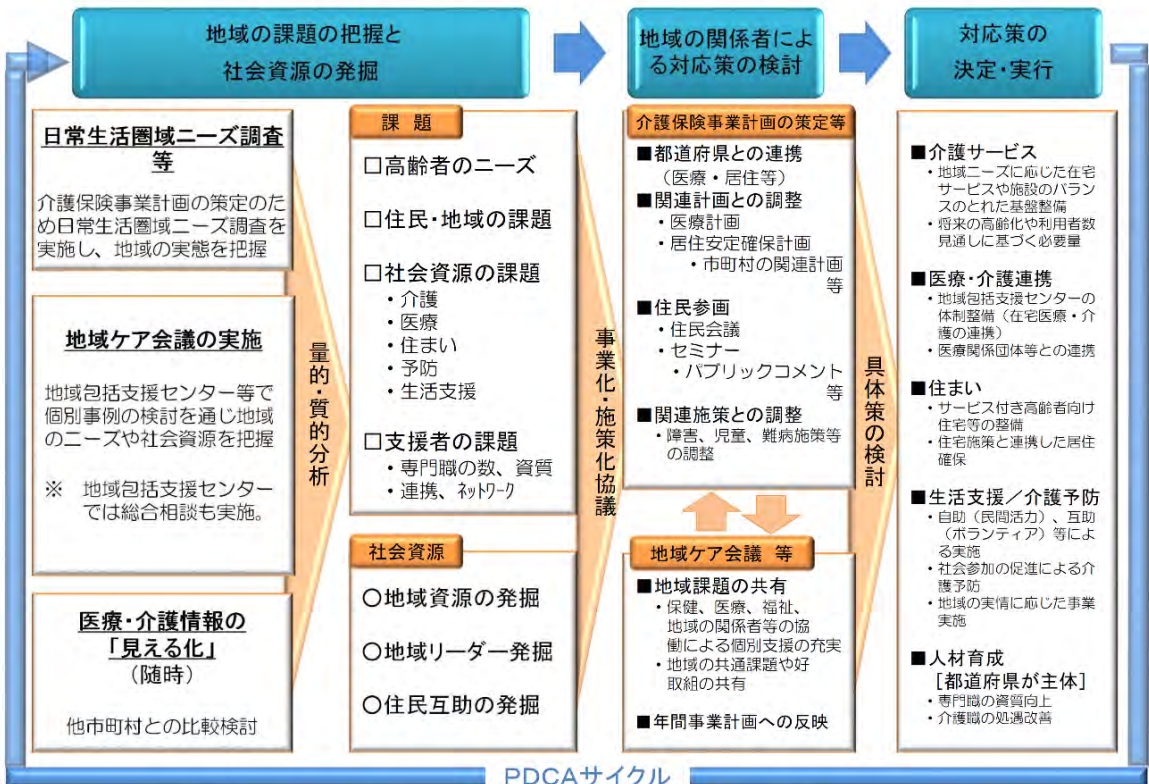 地域の課題の把握と
社会資源の発掘
地域の関係者によ
る対応策の検討
対応策の
決定・実行
日常生活圏域ニーズ調査
等
介護保険事業計画の策定のた
め日常生活圏域ニーズ調査を
実施し、地域の実態を把握
地域ケア会議の実施
地域包括支援センター等で
個別事例の検討を通じ地域
のニーズや社会資源を把握
※ 地域包括支援センター
では総合相談も実施。
医療・介護情報の
「見える化」
(随時)
他市町村との比較検討
量的・質的分析
課 題
□高齢者のニーズ
□住民・地域の課題
□社会資源の課題
・介護
・医療
・住まい
・予防
・生活支援
□支援者の課題
・専門職の数、資質
・連携、ネットワーク
社会資源
○地域資源の発掘
○地域リーダー発掘
○住民互助の発掘
事業化・施策化協議
介護保険事業計画の策定等
■都道府県との連携
(医療・居住等)
■関連計画との調整
・医療計画
・居住安定確保計画
・市町村の関連計画
等
■住民参画
・住民会議
・セミナー
・パブリックコメント
等
■関連施策との調整
・障害、児童、難病施策等
の調整
地域ケア会議 等
■地域課題の共有
・保健、医療、福祉、
地域の関係者等の協
働による個別支援の充実
・地域の共通課題や好
取組の共有
■年間事業計画への反映
具体策の検討
■介護サービス
・地域ニーズに応じた在宅
サービスや施設のバラン
スのとれた基盤整備
・将来の高齢化や利用者数
見通しに基づく必要量
■医療・介護連携
・地域包括支援センターの
体制整備(在宅医療・介
護の連携)
・医療関係団体等との連携
■住まい
・サービス付き高齢者向け
住宅等の整備
・住宅施策と連携した居住
確保
■生活支援/介護予防
・自助(民間活力)、互助
(ボランティア)等によ
る実施
・社会参加の促進による介
護予防
・地域の実情に応じた事業
実施
■人材育成
[都道府県が主体]
・専門職の資質向上
・介護職の処遇改善
PDCAサイクル